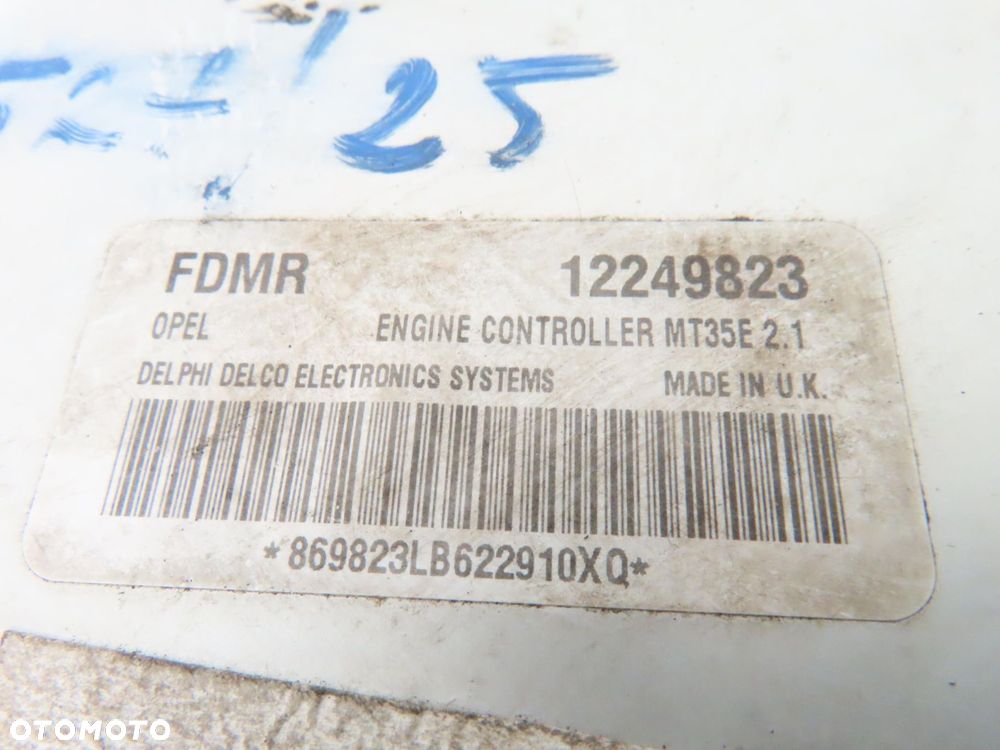 25
FDMR 12249823
OPEL ENGINE CONTROLLER MT35E 2.1
DELPHI DELCO ELECTRONICS SYSTEMS MADE IN U.K.
*869823LB622910XQ*
OTOMOTO